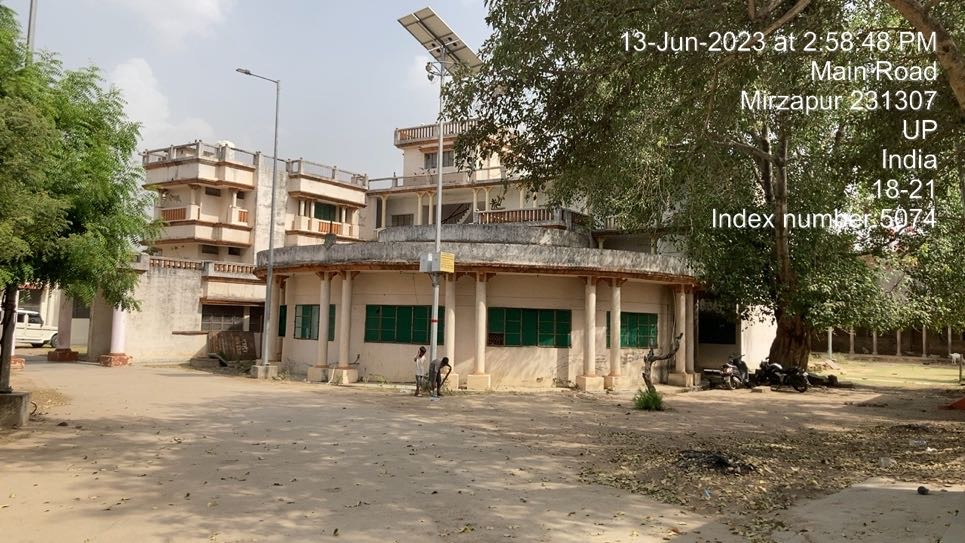 13-Jun-2023 at 2:58:48 PM
Main Road
Mirzapur 231307
UP
India
18-21
Index number:5074